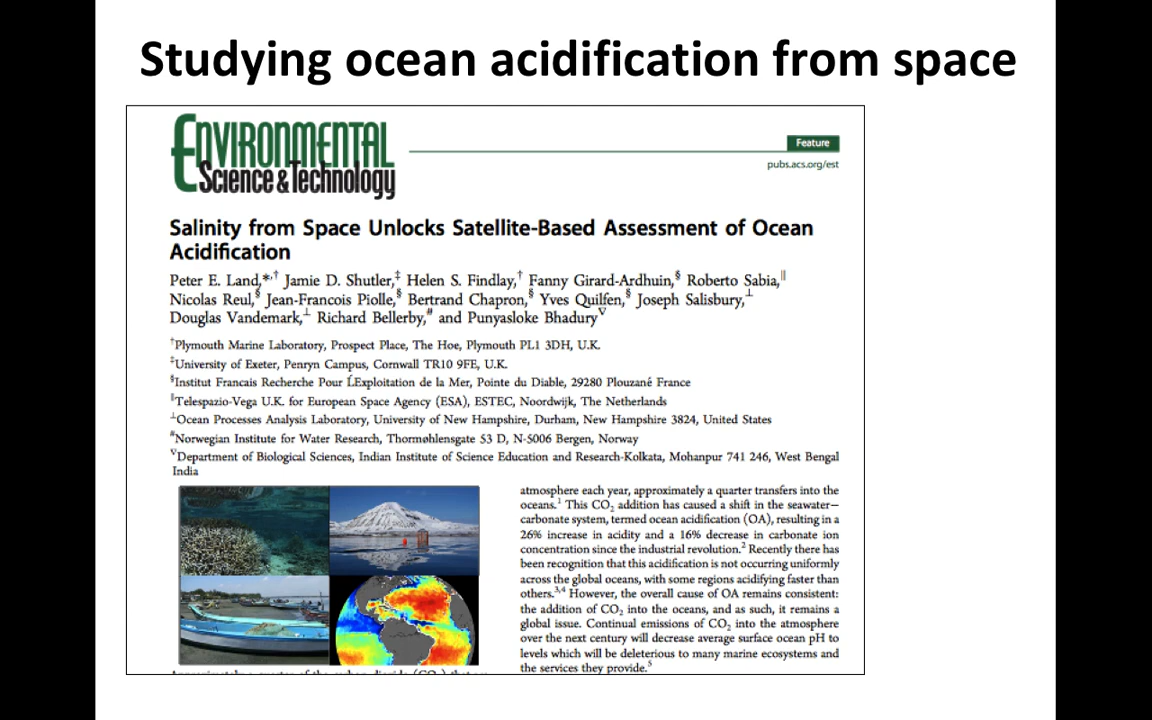 Studying ocean acidification from space
ENVIRONMENTAL
Science & Technology
Feature
pubs.acs.org/est
Salinity from Space Unlocks Satellite-Based Assessment of Ocean
Acidification
Peter E. Land,*,† Jamie D. Shutler,‡ Helen S. Findlay,† Fanny Girard-Ardhuin,§ Roberto Sabia,∥
Nicolas Reul,§ Jean-Francois Piolle,§ Bertrand Chapron,§ Yves Quilfen,§ Joseph Salisbury,⊥
Douglas Vandemark,⊥ Richard Bellerby,# and Punyasloke Bhadury∇
†Plymouth Marine Laboratory, Prospect Place, The Hoe, Plymouth PL1 3DH, U.K.
‡University of Exeter, Penryn Campus, Cornwall TR10 9FE, U.K.
§Institut Francais Recherche Pour ĹExploitation de la Mer, Pointe du Diable, 29280 Plouzané France
∥Telespazio-Vega U.K. for European Space Agency (ESA), ESTEC, Noordwijk, The Netherlands
⊥Ocean Processes Analysis Laboratory, University of New Hampshire, Durham, New Hampshire 3824, United States
#Norwegian Institute for Water Research, Thormøhlensgate 53 D, N-5006 Bergen, Norway
∇Department of Biological Sciences, Indian Institute of Science Education and Research-Kolkata, Mohanpur 741 246, West Bengal
India
atmosphere each year, approximately a quarter transfers into the
oceans.1 This CO2 addition has caused a shift in the seawater–
carbonate system, termed ocean acidification (OA), resulting in a
26% increase in acidity and a 16% decrease in carbonate ion
concentration since the industrial revolution.2 Recently there has
been recognition that this acidification is not occurring uniformly
across the global oceans, with some regions acidifying faster than
others.3,4 However, the overall cause of OA remains consistent:
the addition of CO2 into the oceans, and as such, it remains a
global issue. Continual emissions of CO2 into the atmosphere
over the next century will decrease average surface ocean pH to
levels which will be deleterious to many marine ecosystems and
the services they provide.5